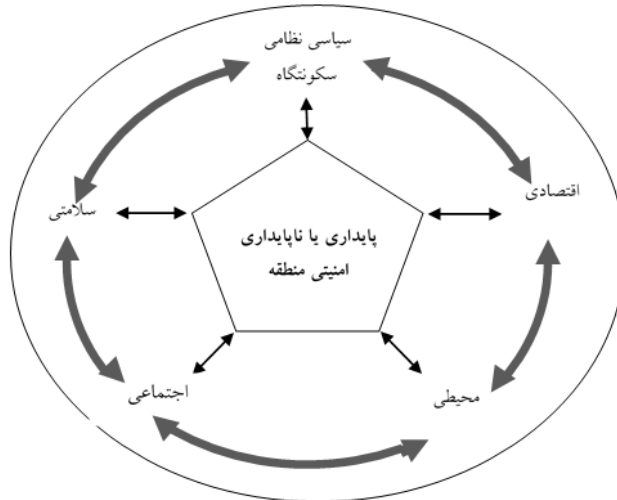 سیاسی نظامی
سکونتگاه
اقتصادی
سلامتی
پایداری یا ناپایداری
امنیتی منطقه
محیطی
اجتماعی